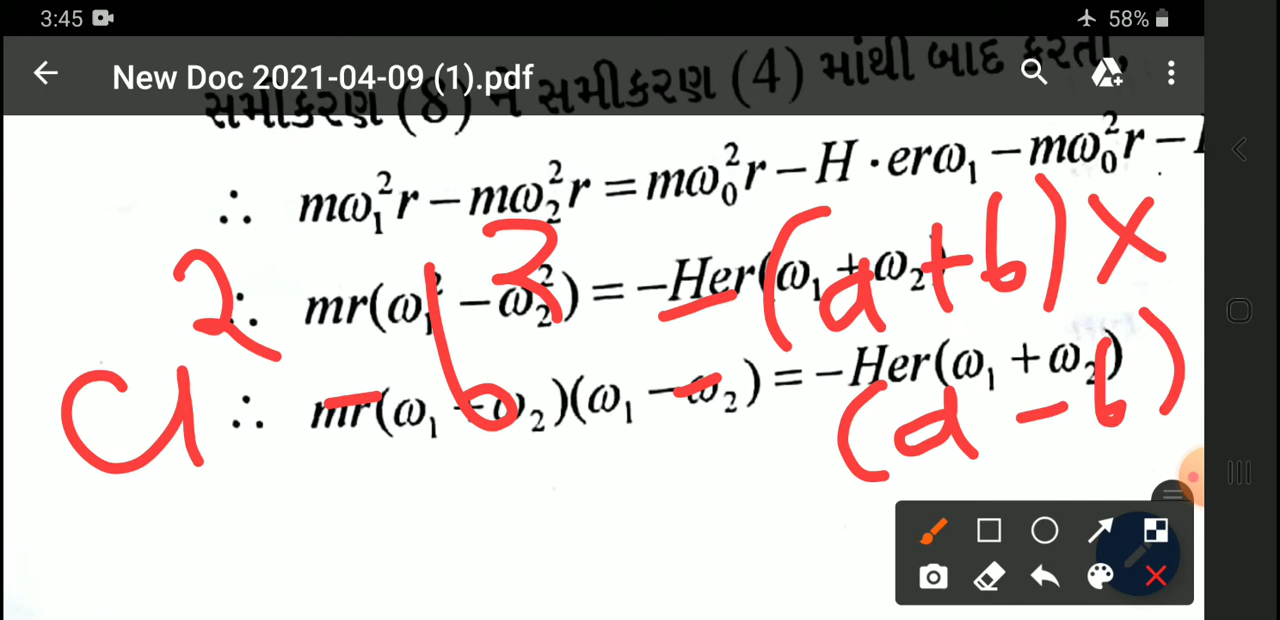 3:45 58%
New Doc 2021-04-09 (1).pdf
સમીકરણ (8) ને સમીકરણ (4) માંથી બાદ કરતાં,
∴ mω₁²r − mω₂²r = mω₀²r − H · erω₁ − mω₀²r −
∴ mr(ω₁² − ω₂²) = −Her(ω₁ + ω₂)
∴ mr(ω₁ + ω₂)(ω₁ − ω₂) = −Her(ω₁ + ω₂)
a² − b² = (a+b) ×
(a − b)